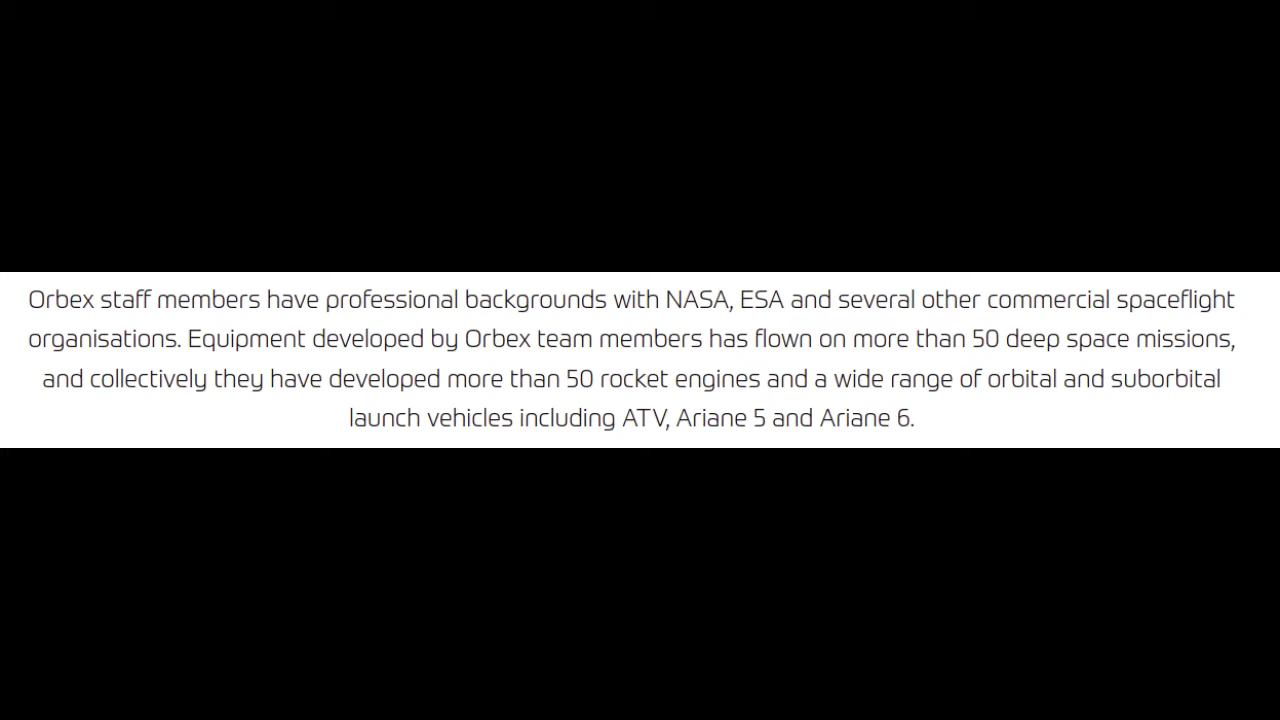 Orbex staff members have professional backgrounds with NASA, ESA and several other commercial spaceflight
organisations. Equipment developed by Orbex team members has flown on more than 50 deep space missions,
and collectively they have developed more than 50 rocket engines and a wide range of orbital and suborbital
launch vehicles including ATV, Ariane 5 and Ariane 6.